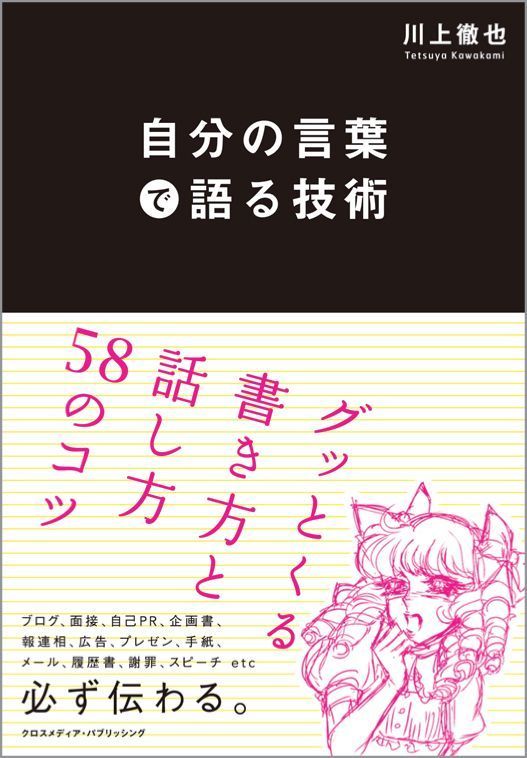 川上徹也
Tetsuya Kawakami
自分の言葉
で語る技術
グッとくる
書き方と
話し方
58のコツ
ブログ、面接、自己PR、企画書、
報連相、広告、プレゼン、手紙、
メール、履歴書、謝罪、スピーチ etc
必ず伝わる。
クロスメディア・パブリッシング